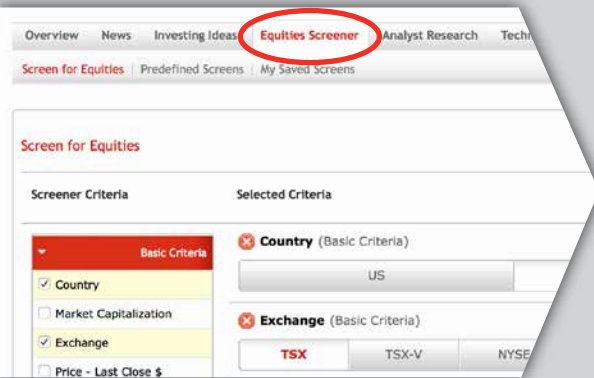 Overview News Investing Ideas Equities Screener Analyst Research
Screen for Equities | Predefined Screens | My Saved Screens
Screen for Equities
Screener Criteria Selected Criteria
Basic Criteria
Country (Basic Criteria)
US
Country
Market Capitalization
Exchange
Price - Last Close $
Exchange (Basic Criteria)
TSX TSX-V NYSE